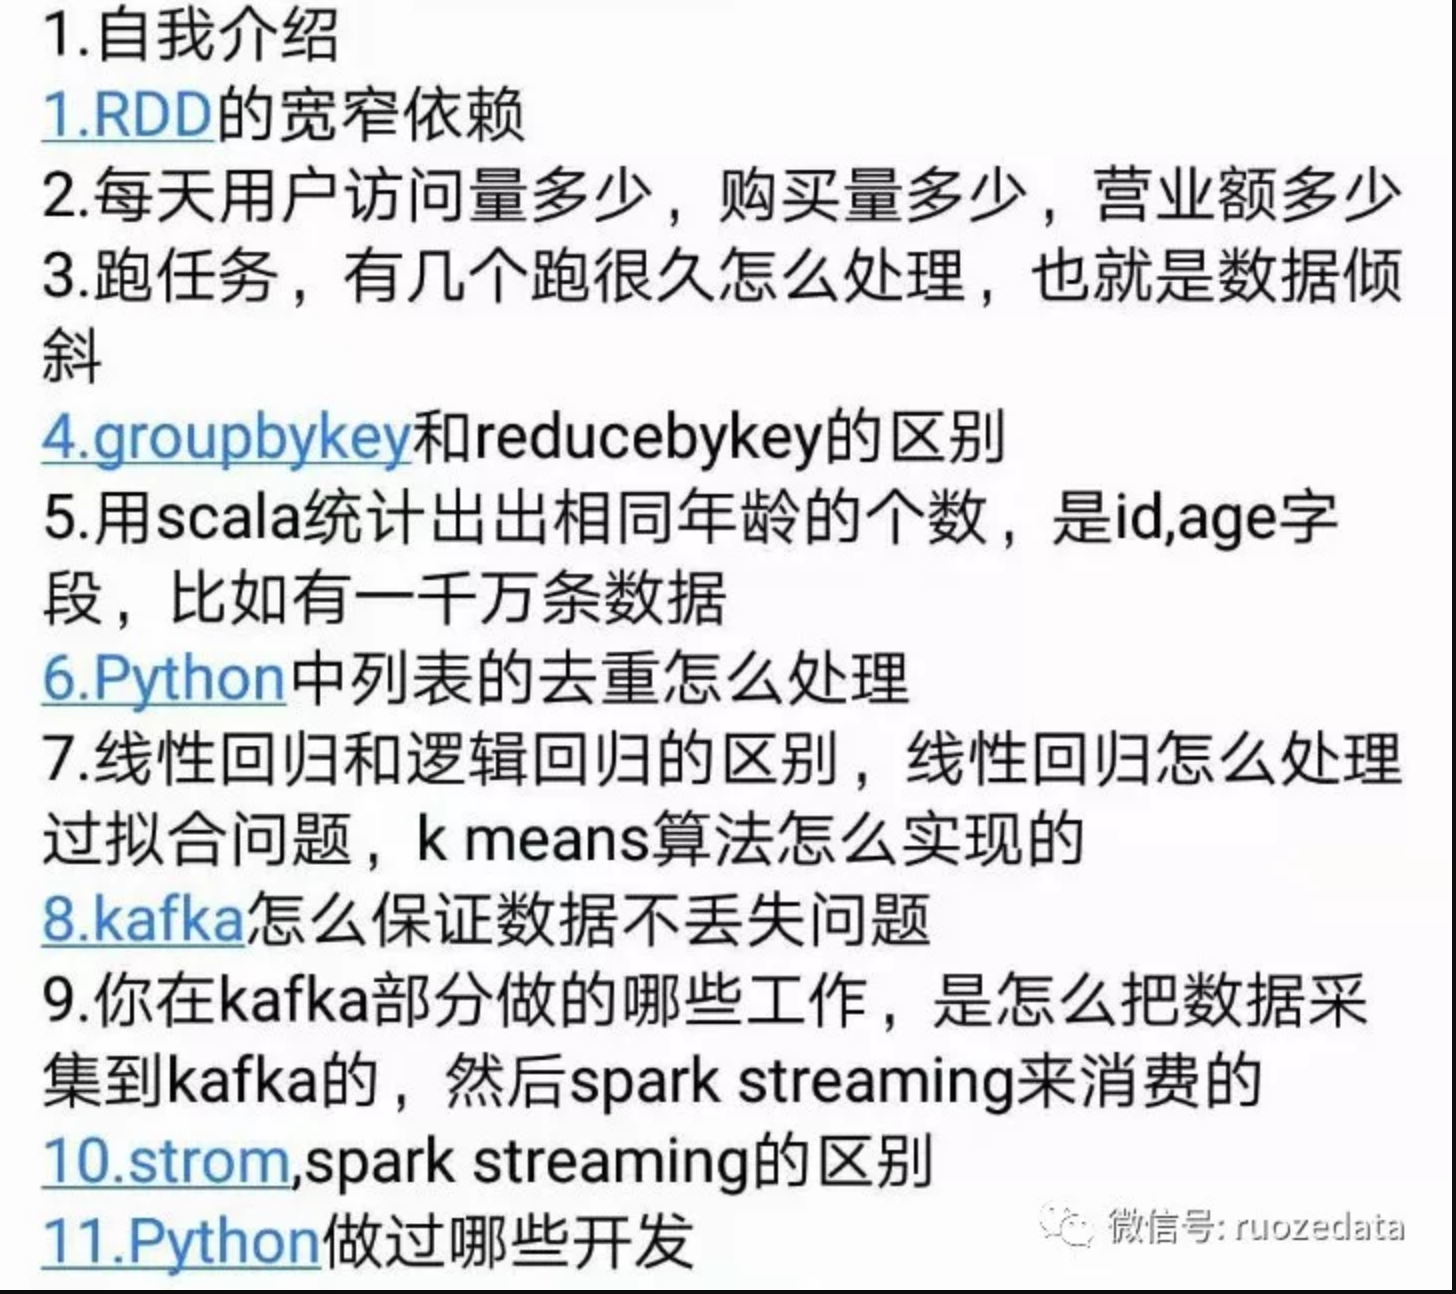 1.自我介绍
1.RDD的宽窄依赖
2.每天用户访问量多少，购买量多少，营业额多少
3.跑任务，有几个跑很久怎么处理，也就是数据倾
斜
4.groupbykey和reducebykey的区别
5.用scala统计出出相同年龄的个数，是id,age字
段，比如有一千万条数据
6.Python中列表的去重怎么处理
7.线性回归和逻辑回归的区别，线性回归怎么处理
过拟合问题，k means算法怎么实现的
8.kafka怎么保证数据不丢失问题
9.你在kafka部分做的哪些工作，是怎么把数据采
集到kafka的，然后spark streaming来消费的
10.strom,spark streaming的区别
11.Python做过哪些开发
微信号: ruozedata